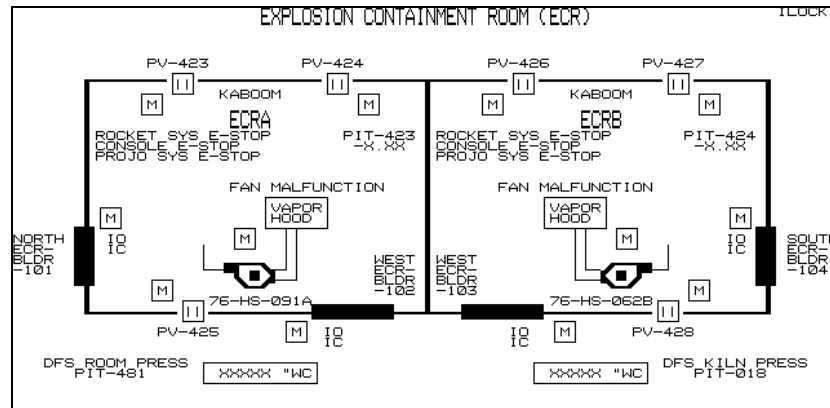 EXPLOSION CONTAINMENT ROOM (ECR)
ILOCK
PV-423
PV-424
PV-426
PV-427
M
KABOOM
M
M
KABOOM
M
ECRA
ECRB
ROCKET SYS E-STOP
CONSOLE SYS E-STOP
PROJO SYS E-STOP
PIT-423
-X.XX
ROCKET SYS E-STOP
CONSOLE SYS E-STOP
PROJO SYS E-STOP
PIT-424
-X.XX
FAN MALFUNCTION
FAN MALFUNCTION
VAPOR
HOOD
VAPOR
HOOD
M
M
M
M
NORTH
ECR-
BLDR
-101
IO
IC
WEST
ECR-
BLDR
-102
WEST
ECR-
BLDR
-103
IO
IC
SOUTH
ECR-
BLDR
-104
M
M
76-HS-091A
76-HS-062B
PV-425
M
IO
IC
IO
IC
M
PV-428
DFS ROOM PRESS
PIT-481
XXXXX "WC
XXXXX "WC
DFS KILN PRESS
PIT-018